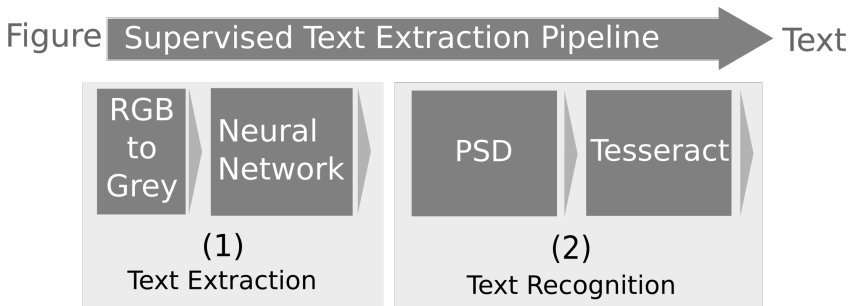 Figure Supervised Text Extraction Pipeline Text
RGB
to
Grey
Neural
Network
PSD
Tesseract
(1)
Text Extraction
(2)
Text Recognition